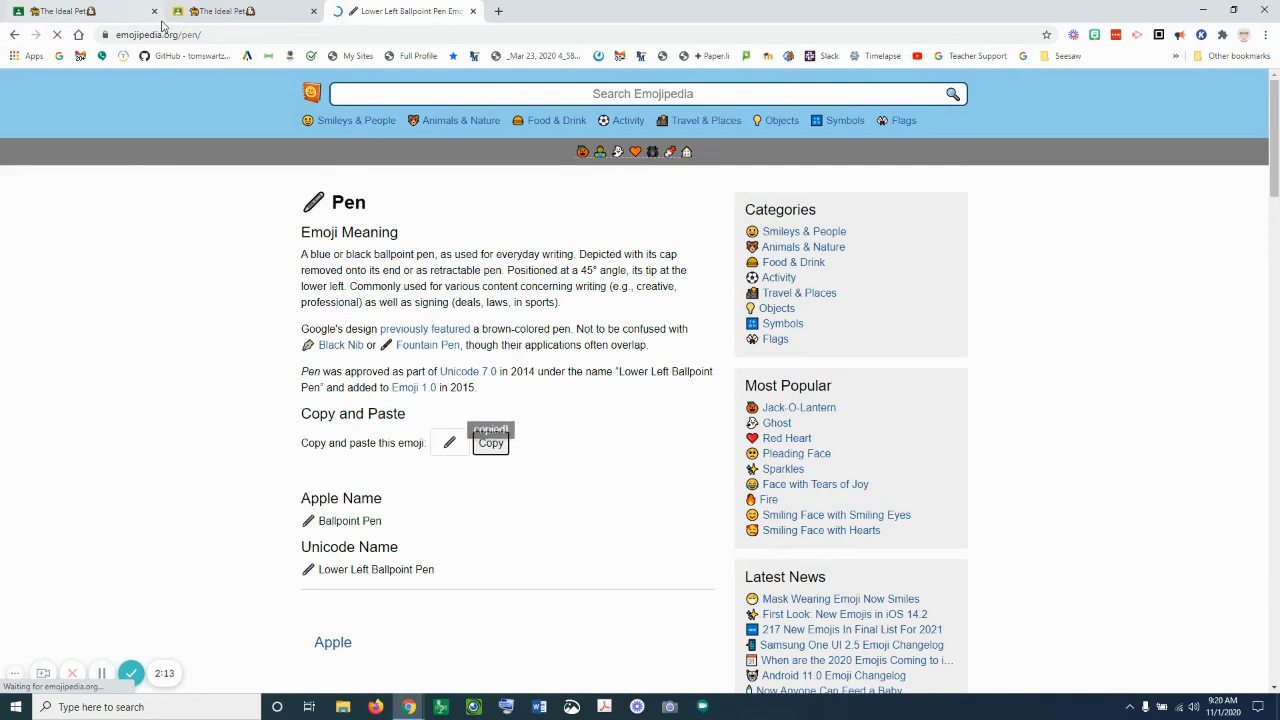 The Ideal Pet
The Ideal Pet
Lower Left Ballpoint Pen Emo
emojipedia.org/pen/
Apps
GitHub - tomswartz...
My Sites
Full Profile
_Mar_23, 2020 4_58...
+ Paper.li
Slack
Timelapse
Teacher Support
Seesaw
»
Other bookmarks
Search Emojipedia
Smileys & People
Animals & Nature
Food & Drink
Activity
Travel & Places
Objects
Symbols
Flags
Pen
Emoji Meaning
A blue or black ballpoint pen, as used for everyday writing. Depicted with its cap
removed onto its end or as retractable pen. Positioned at a 45° angle, its tip at the
lower left. Commonly used for various content concerning writing (e.g., creative,
professional) as well as signing (deals, laws, in sports).
Google's design previously featured a brown-colored pen. Not to be confused with
Black Nib or Fountain Pen, though their applications often overlap.
Pen was approved as part of Unicode 7.0 in 2014 under the name “Lower Left Ballpoint
Pen” and added to Emoji 1.0 in 2015.
Copy and Paste
copied!
Copy and paste this emoji:
Copy
Apple Name
Ballpoint Pen
Unicode Name
Lower Left Ballpoint Pen
Apple
Categories
Smileys & People
Animals & Nature
Food & Drink
Activity
Travel & Places
Objects
Symbols
Flags
Most Popular
Jack-O-Lantern
Ghost
Red Heart
Pleading Face
Sparkles
Face with Tears of Joy
Fire
Smiling Face with Smiling Eyes
Smiling Face with Hearts
Latest News
Mask Wearing Emoji Now Smiles
First Look: New Emojis in iOS 14.2
217 New Emojis In Final List For 2021
Samsung One UI 2.5 Emoji Changelog
When are the 2020 Emojis Coming to i...
Android 11.0 Emoji Changelog
Now Anyone Can Feed a Baby
2:13
Waiting for emojipedia.org...
Type here to search
9:20 AM
11/1/2020